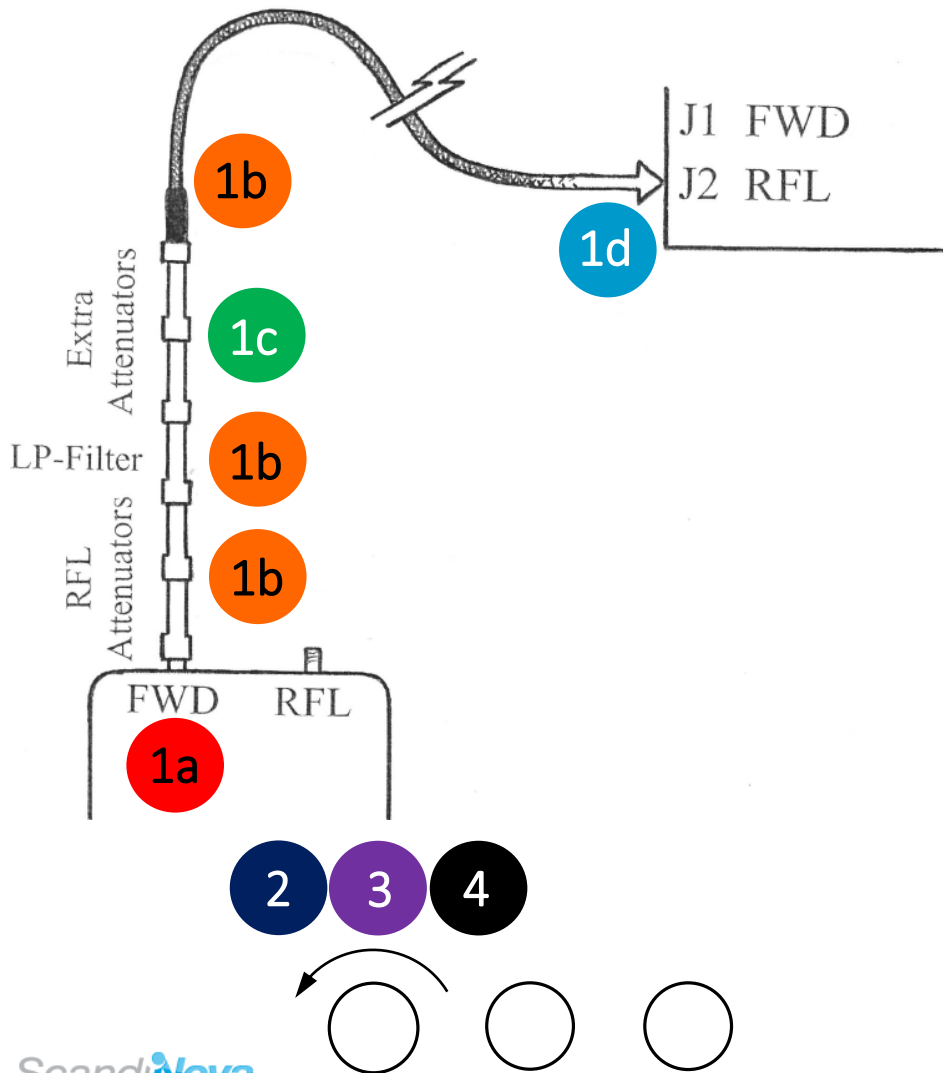 1b
J1 FWD
J2 RFL
1d
Extra
Attenuators
1c
LP-Filter
1b
RFL
Attenuators
1b
FWD RFL
1a
2 3 4
ScandiNova